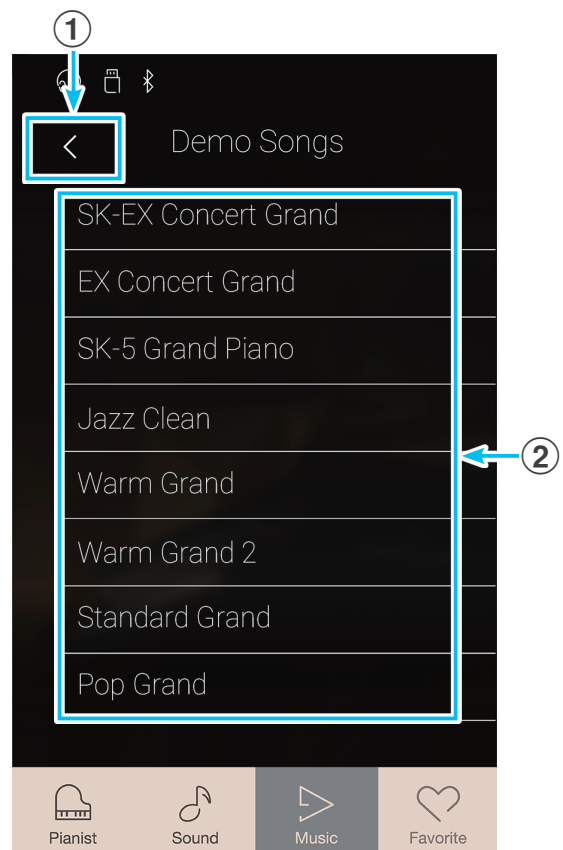 1
Demo Songs
SK-EX Concert Grand
EX Concert Grand
SK-5 Grand Piano
Jazz Clean
2
Warm Grand
Warm Grand 2
Standard Grand
Pop Grand
Pianist Sound Music Favorite